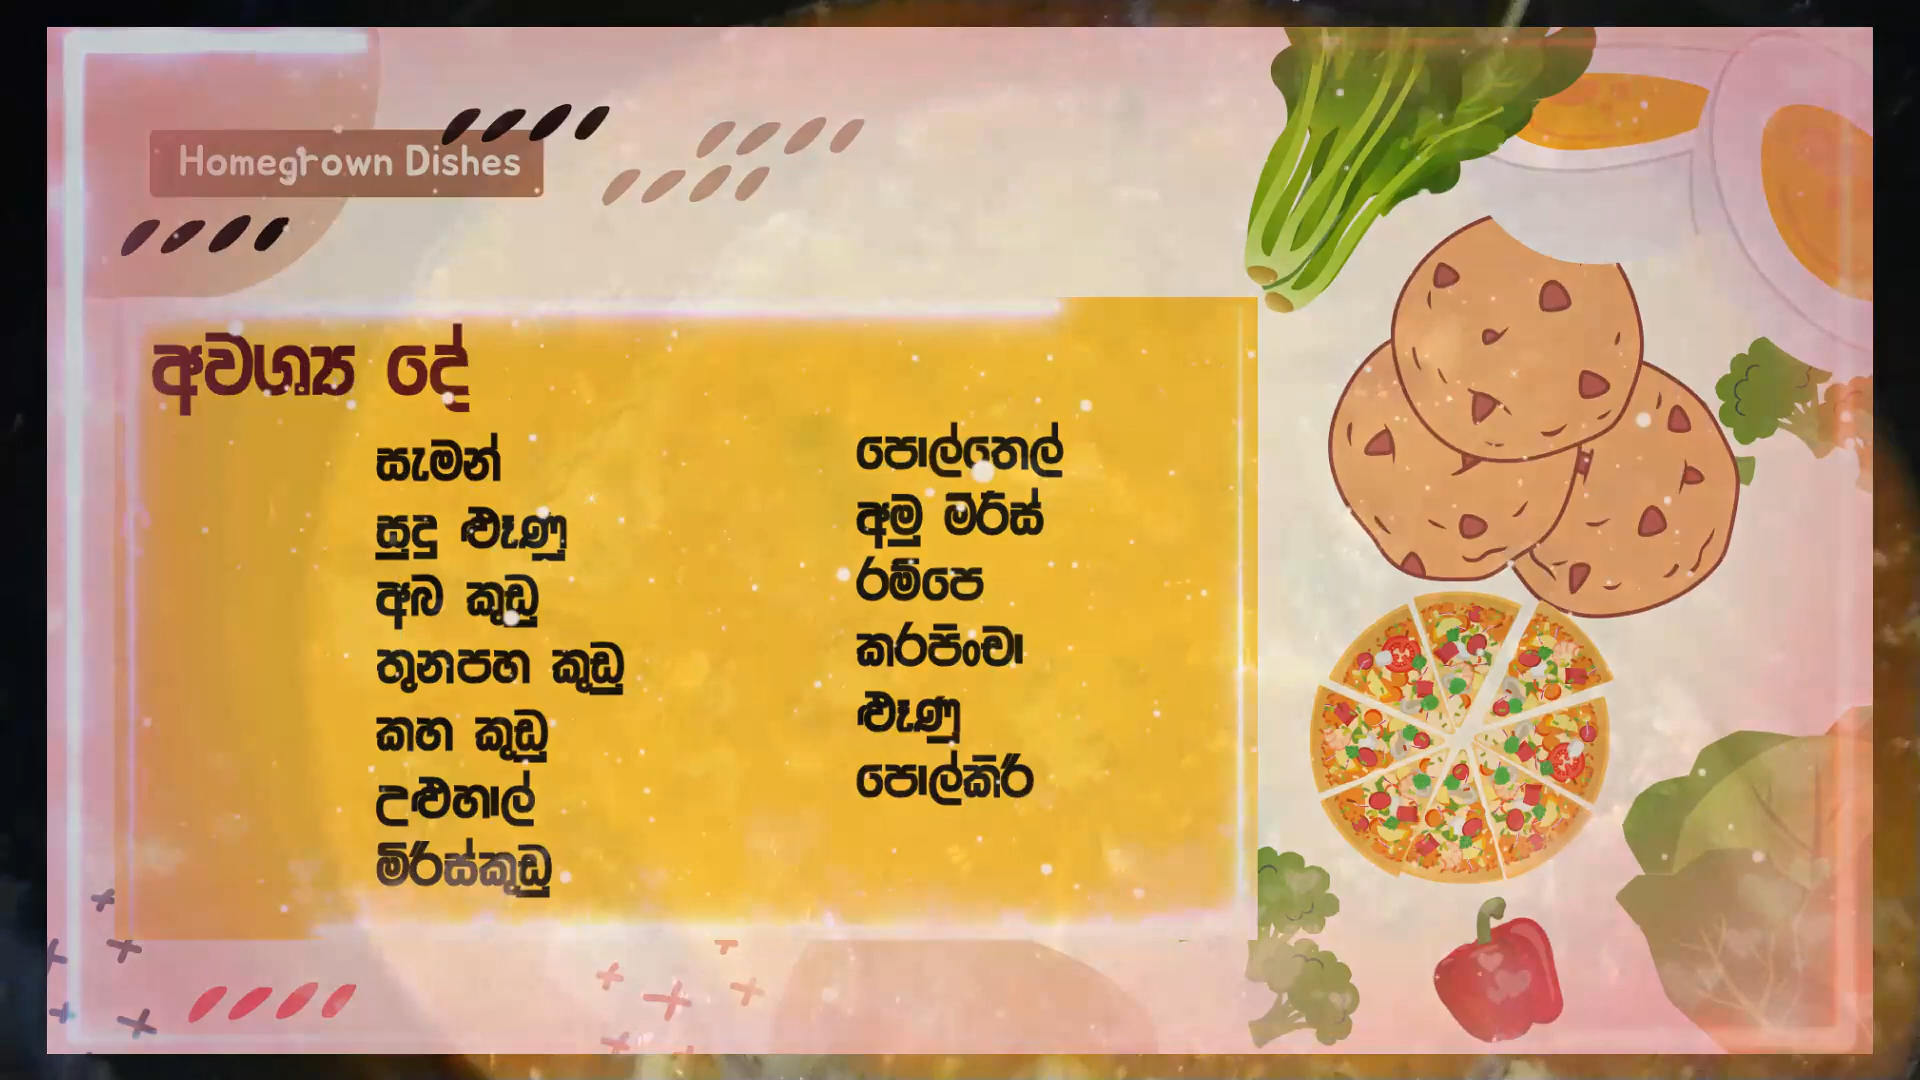 Homegrown Dishes
අවශ්‍ය දේ
සැමන්
සුදු ළූණු
අබ කුඩු
තුනපහ කුඩු
කහ කුඩු
උළුහාල්
මිරිස්කුඩු
පොල්තෙල්
අමු මිරිස්
රම්පෙ
කරපිංචා
ළූණු
පොල්කිරි